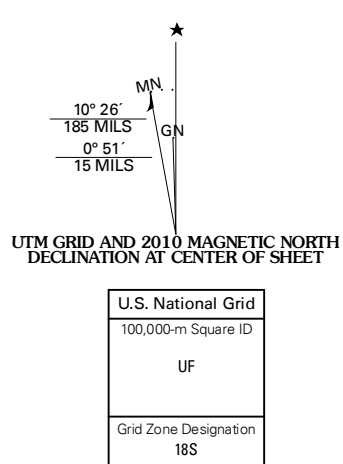 ★
MN
10° 26´
185 MILS
GN
0° 51´
15 MILS
UTM GRID AND 2010 MAGNETIC NORTH
DECLINATION AT CENTER OF SHEET
U.S. National Grid
100,000-m Square ID
UF
Grid Zone Designation
18S